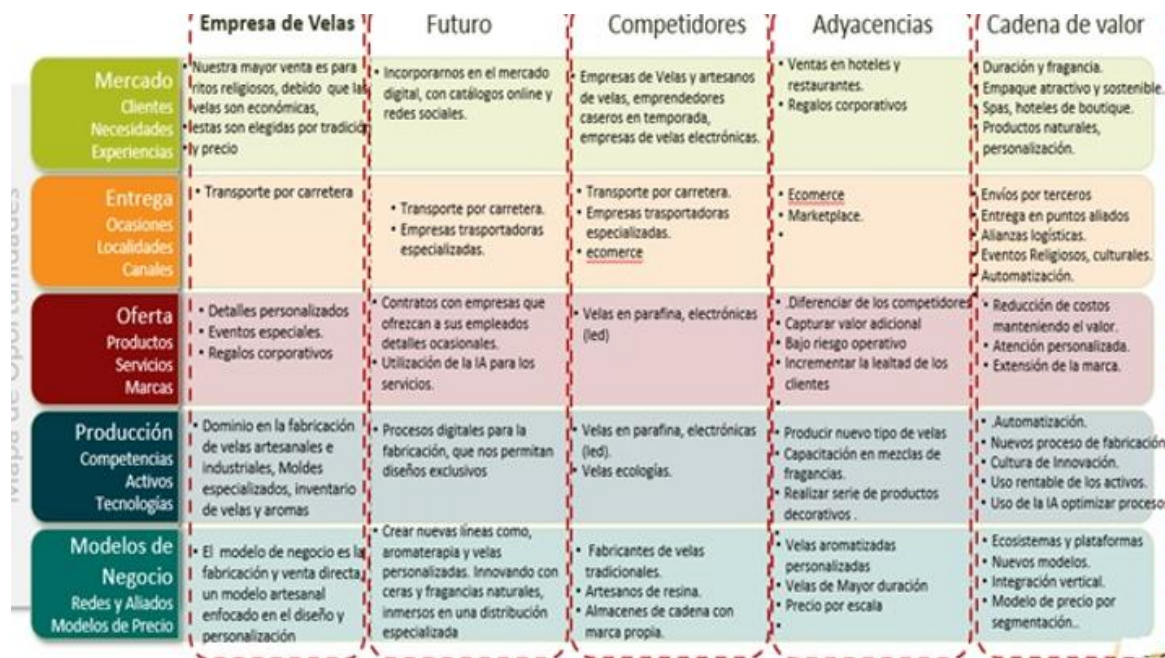 Mapa de Oportunidades
Empresa de Velas
Futuro
Competidores
Adyacencias
Cadena de valor
Mercado
Clientes
Necesidades
Experiencias
• Nuestra mayor venta es para
ritos religiosos, debido que las
velas son económicas,
• estas son elegidas por tradició
• y precio
• Incorporarnos en el mercado
digital, con catálogos online y
redes sociales.
• Empresas de Velas y artesanos
de velas, emprendedores
caseros en temporada,
empresas de velas electrónicas.
• Ventas en hoteles y
restaurantes.
• Regalos corporativos
• Duración y fragancia.
• Empaque atractivo y sostenible.
• Spas, hoteles de boutique.
• Productos naturales,
personalización.
Entrega
Ocasiones
Localidades
Canales
• Transporte por carretera
• Transporte por carretera.
• Empresas trasportadoras
especializadas.
• Transporte por carretera.
• Empresas trasportadoras
especializadas.
• ecomerce
• Ecomerce
• Marketplace.
•
Envíos por terceros
Entrega en puntos aliados
Alianzas logísticas.
Eventos Religiosos, culturales.
Automatización.
Oferta
Productos
Servicios
Marcas
• Detalles personalizados
• Eventos especiales.
• Regalos corporativos
• Contratos con empresas que
ofrezcan a sus empleados
detalles ocasionales.
• Utilización de la IA para los
servicios.
• Velas en parafina, electrónicas
(led)
• .Diferenciar de los competidores
• Capturar valor adicional
• Bajo riesgo operativo
• Incrementar la lealtad de los
clientes
•
• Reducción de costos
manteniendo el valor.
• Atención personalizada.
• Extensión de la marca.
Producción
Competencias
Activos
Tecnologías
• Dominio en la fabricación
de velas artesanales e
industriales, Moldes
especializados, inventario
de velas y aromas
• Procesos digitales para la
fabricación, que nos permitan
diseños exclusivos
• Velas en parafina, electrónicas
(led).
• Velas ecologías.
• Producir nuevo tipo de velas
• Capacitación en mezclas de
fragancias.
• Realizar serie de productos
decorativos .
• .Automatización.
• Nuevos proceso de fabricación
• Cultura de Innovación.
• Uso rentable de los activos.
• Uso de la IA optimizar proceso
Modelos de
Negocio
Redes y Aliados
Modelos de Precio
• El modelo de negocio es la
fabricación y venta directa,
un modelo artesanal
enfocado en el diseño y
personalización
• Crear nuevas líneas como,
aromaterapia y velas
personalizadas. Innovando con
ceras y fragancias naturales,
inmersos en una distribución
especializada
• Fabricantes de velas
tradicionales.
• Artesanos de resina.
• Almacenes de cadena con
marca propia.
• Velas aromatizadas
personalizadas
• Velas de Mayor duración
• Precio por escala
•
• Ecosistemas y plataformas
• Nuevos modelos.
• Integración vertical.
• Modelo de precio por
segmentación..